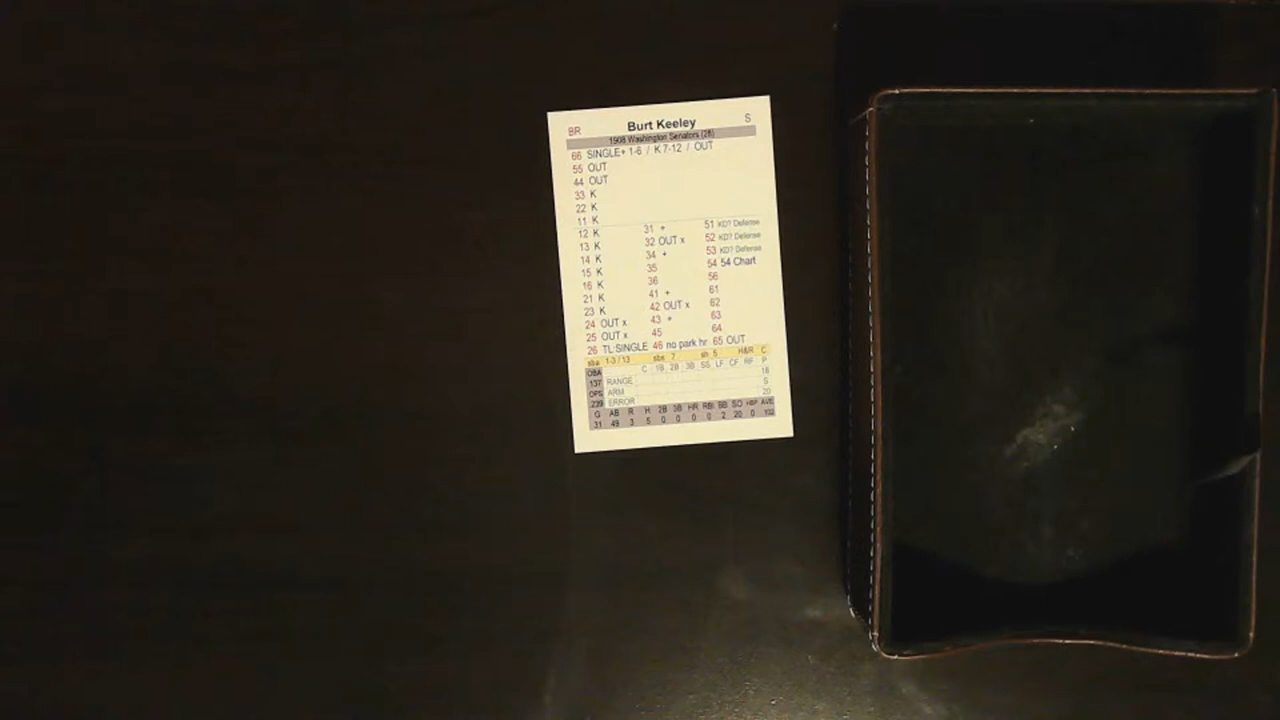 BR Burt Keeley S
1908 Washington Senators (28)
66 SINGLE+ 1-6 / K 7-12 / OUT
55 OUT
44 OUT
33 K
22 K
11 K
12 K 31 + 51 KD? Defense
13 K 32 OUT x 52 KD? Defense
14 K 34 + 53 KD? Defense
15 K 35 54 54 Chart
16 K 36 56
21 K 41 + 61
23 K 42 OUT x 62
24 OUT x 43 + 63
25 OUT x 45 64
26 TL:SINGLE 46 no park hr 65 OUT
sba 1-3 / 13 sbs 7 sh 5 H&R C
OBA C 1B 2B 3B SS LF CF RF P
137 RANGE 18
OPS ARM S
.239 ERROR 20
G AB R H 2B 3B HR RBI BB SO HBP AVE
31 49 3 5 0 0 0 0 2 20 0 102